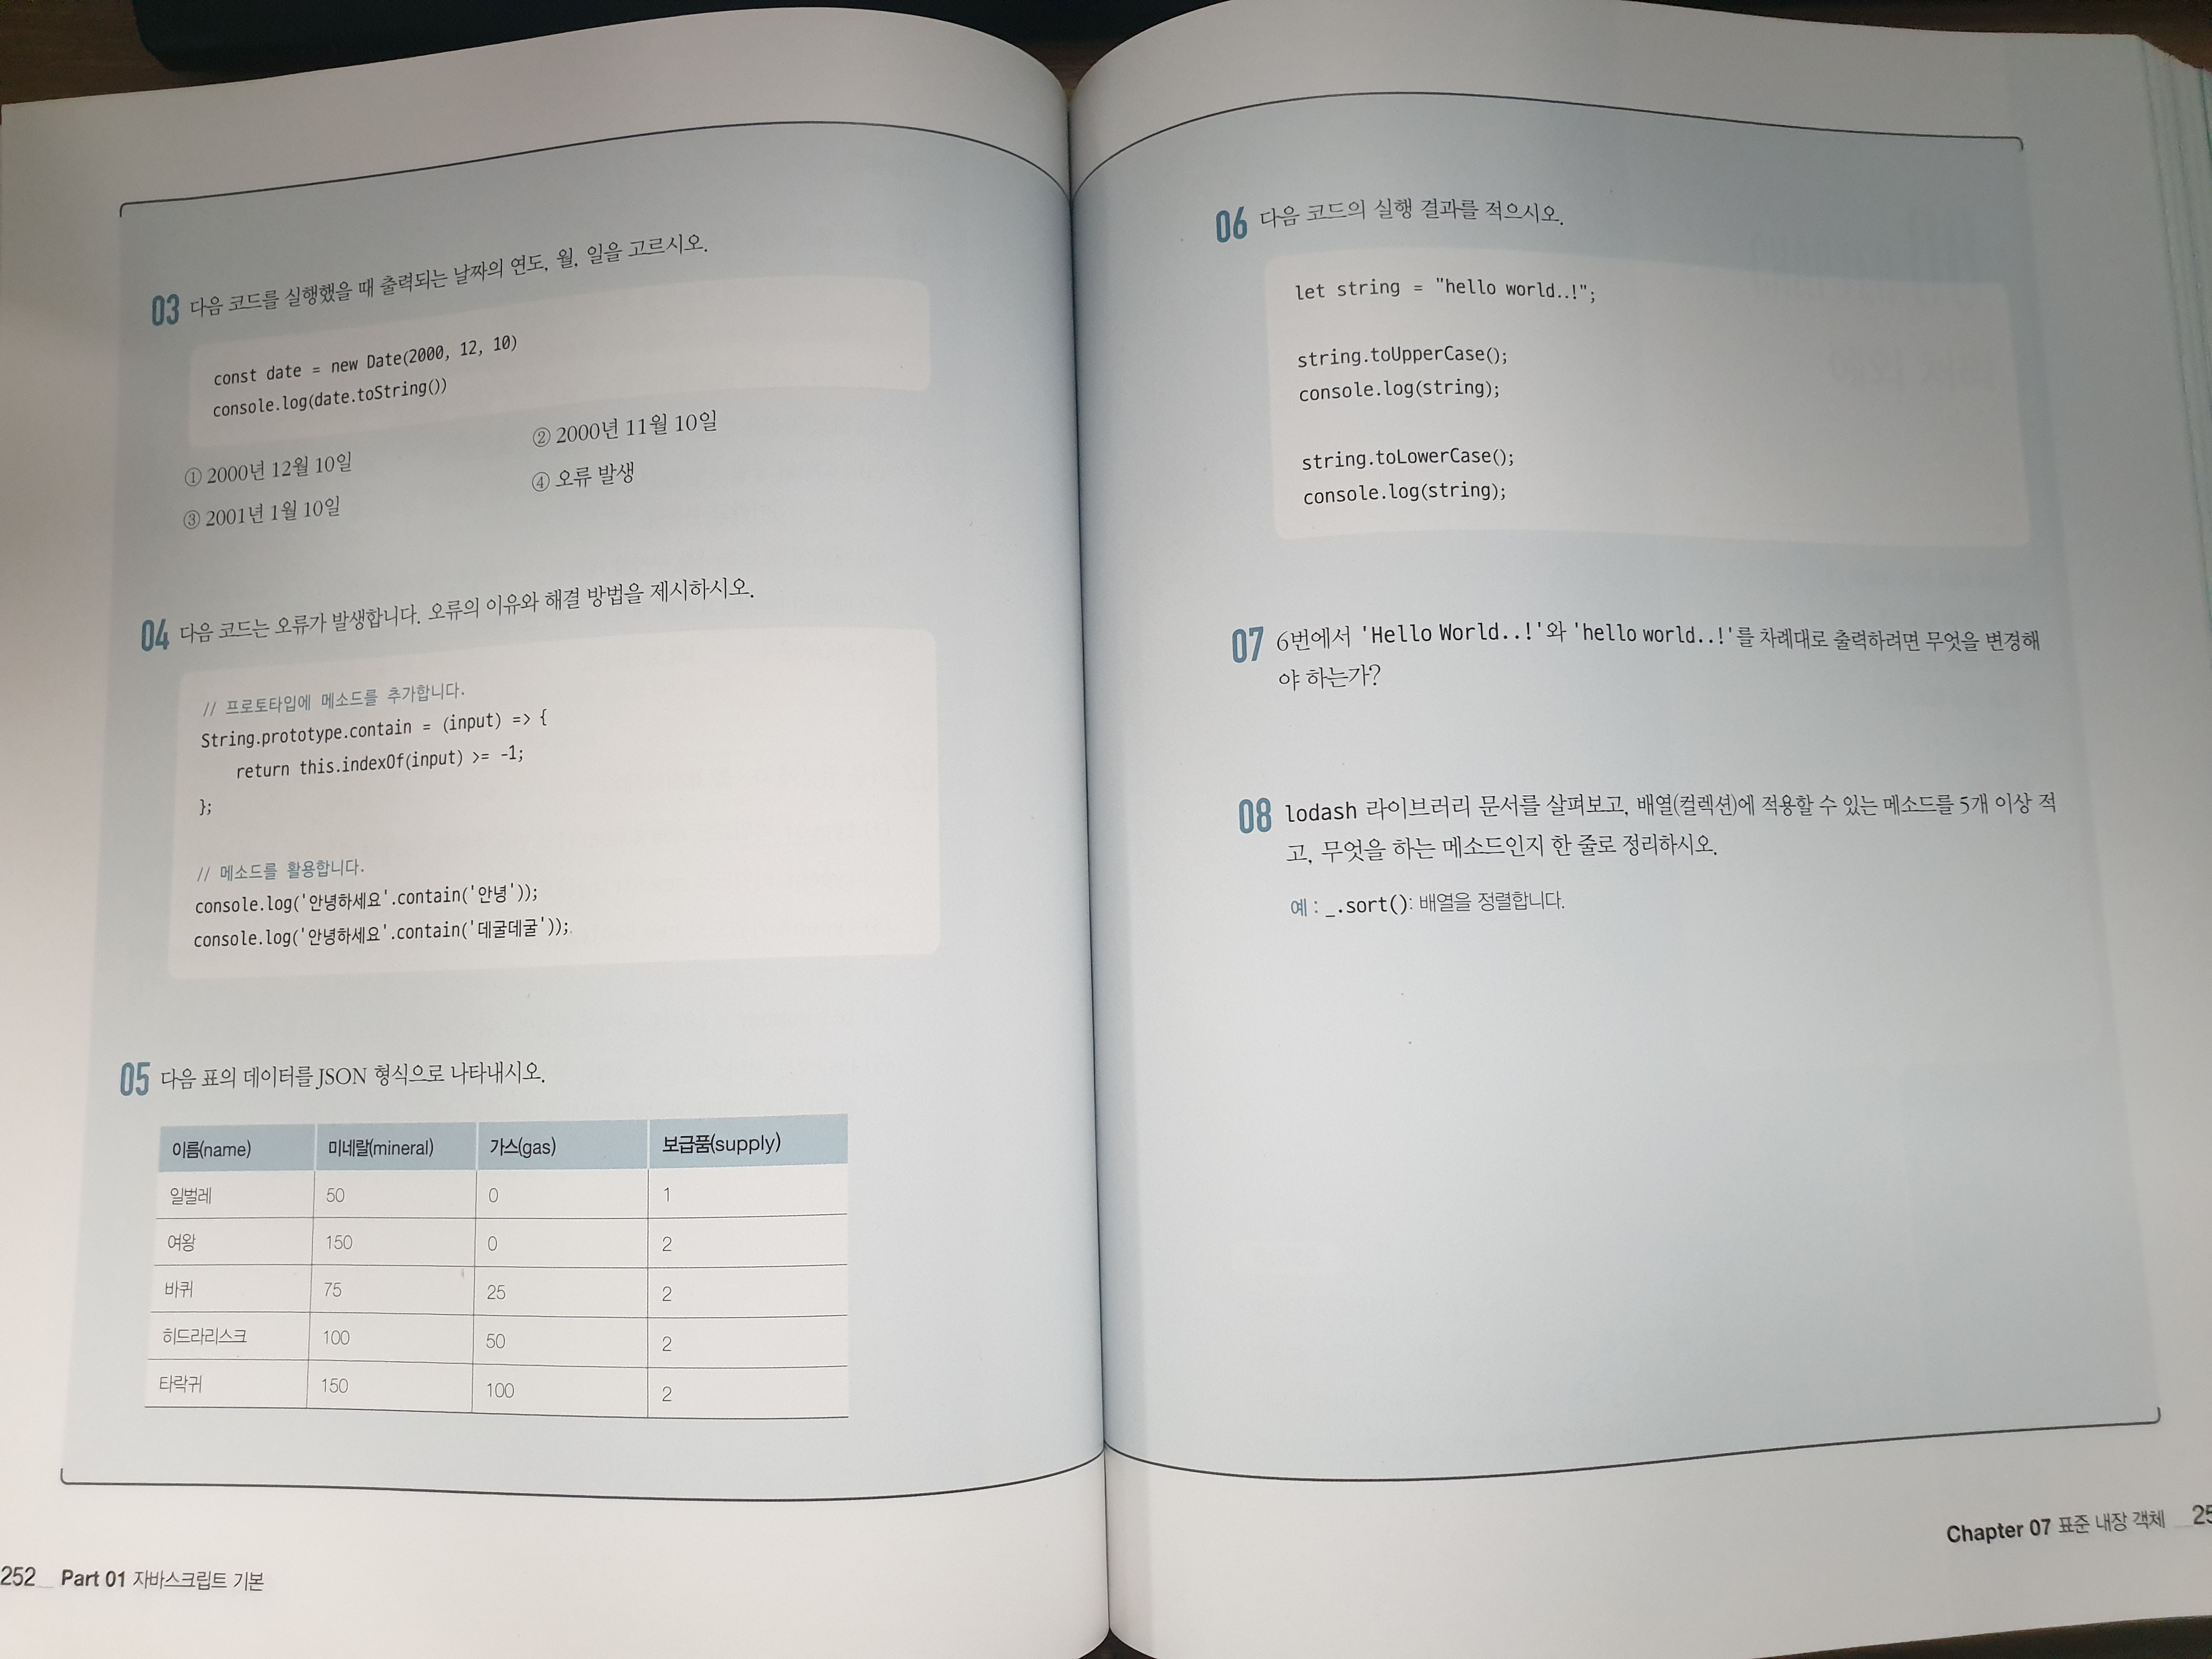 03 다음 코드를 실행했을 때 출력되는 날짜의 연도, 월, 일을 고르시오.
const date = new Date(2000, 12, 10)
console.log(date.toString())
① 2000년 12월 10일
② 2000년 11월 10일
③ 2001년 1월 10일
④ 오류 발생
04 다음 코드는 오류가 발생합니다. 오류의 이유와 해결 방법을 제시하시오.
// 프로토타입에 메소드를 추가합니다.
String.prototype.contain = (input) => {
return this.indexOf(input) >= -1;
};
// 메소드를 활용합니다.
console.log('안녕하세요'.contain('안녕'));
console.log('안녕하세요'.contain('데굴데굴'));
05 다음 표의 데이터를 JSON 형식으로 나타내시오.
이름(name) 미네랄(mineral) 가스(gas) 보급품(supply)
일벌레 50 0 1
여왕 150 0 2
바퀴 75 25 2
히드라리스크 100 50 2
타락귀 150 100 2
252 Part 01 자바스크립트 기본
06 다음 코드의 실행 결과를 적으시오.
let string = "hello world..!";
string.toUpperCase();
console.log(string);
string.toLowerCase();
console.log(string);
07 6번에서 'Hello World..!'와 'hello world..!'를 차례대로 출력하려면 무엇을 변경해
야 하는가?
08 lodash 라이브러리 문서를 살펴보고, 배열(컬렉션)에 적용할 수 있는 메소드를 5개 이상 적
고, 무엇을 하는 메소드인지 한 줄로 정리하시오.
예 : _.sort(): 배열을 정렬합니다.
Chapter 07 표준 내장 객체